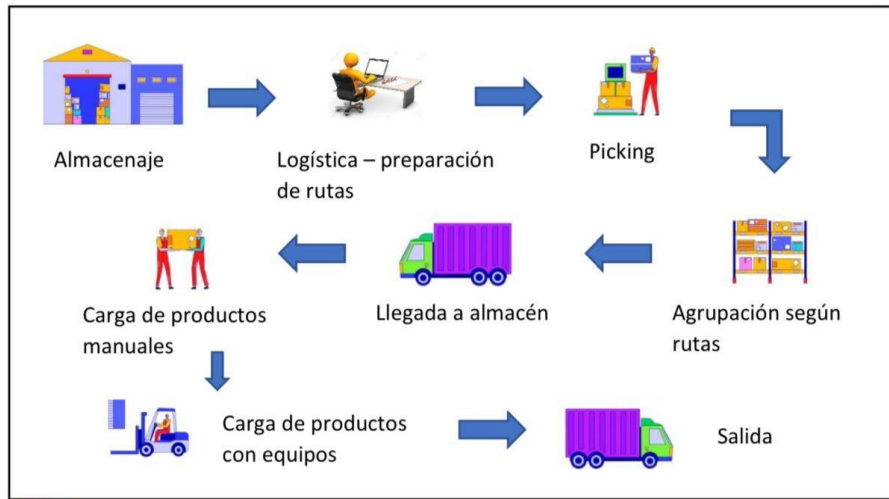 Almacenaje
Logística – preparación
de rutas
Picking
Carga de productos
manuales
Llegada a almacén
Agrupación según
rutas
Carga de productos
con equipos
Salida